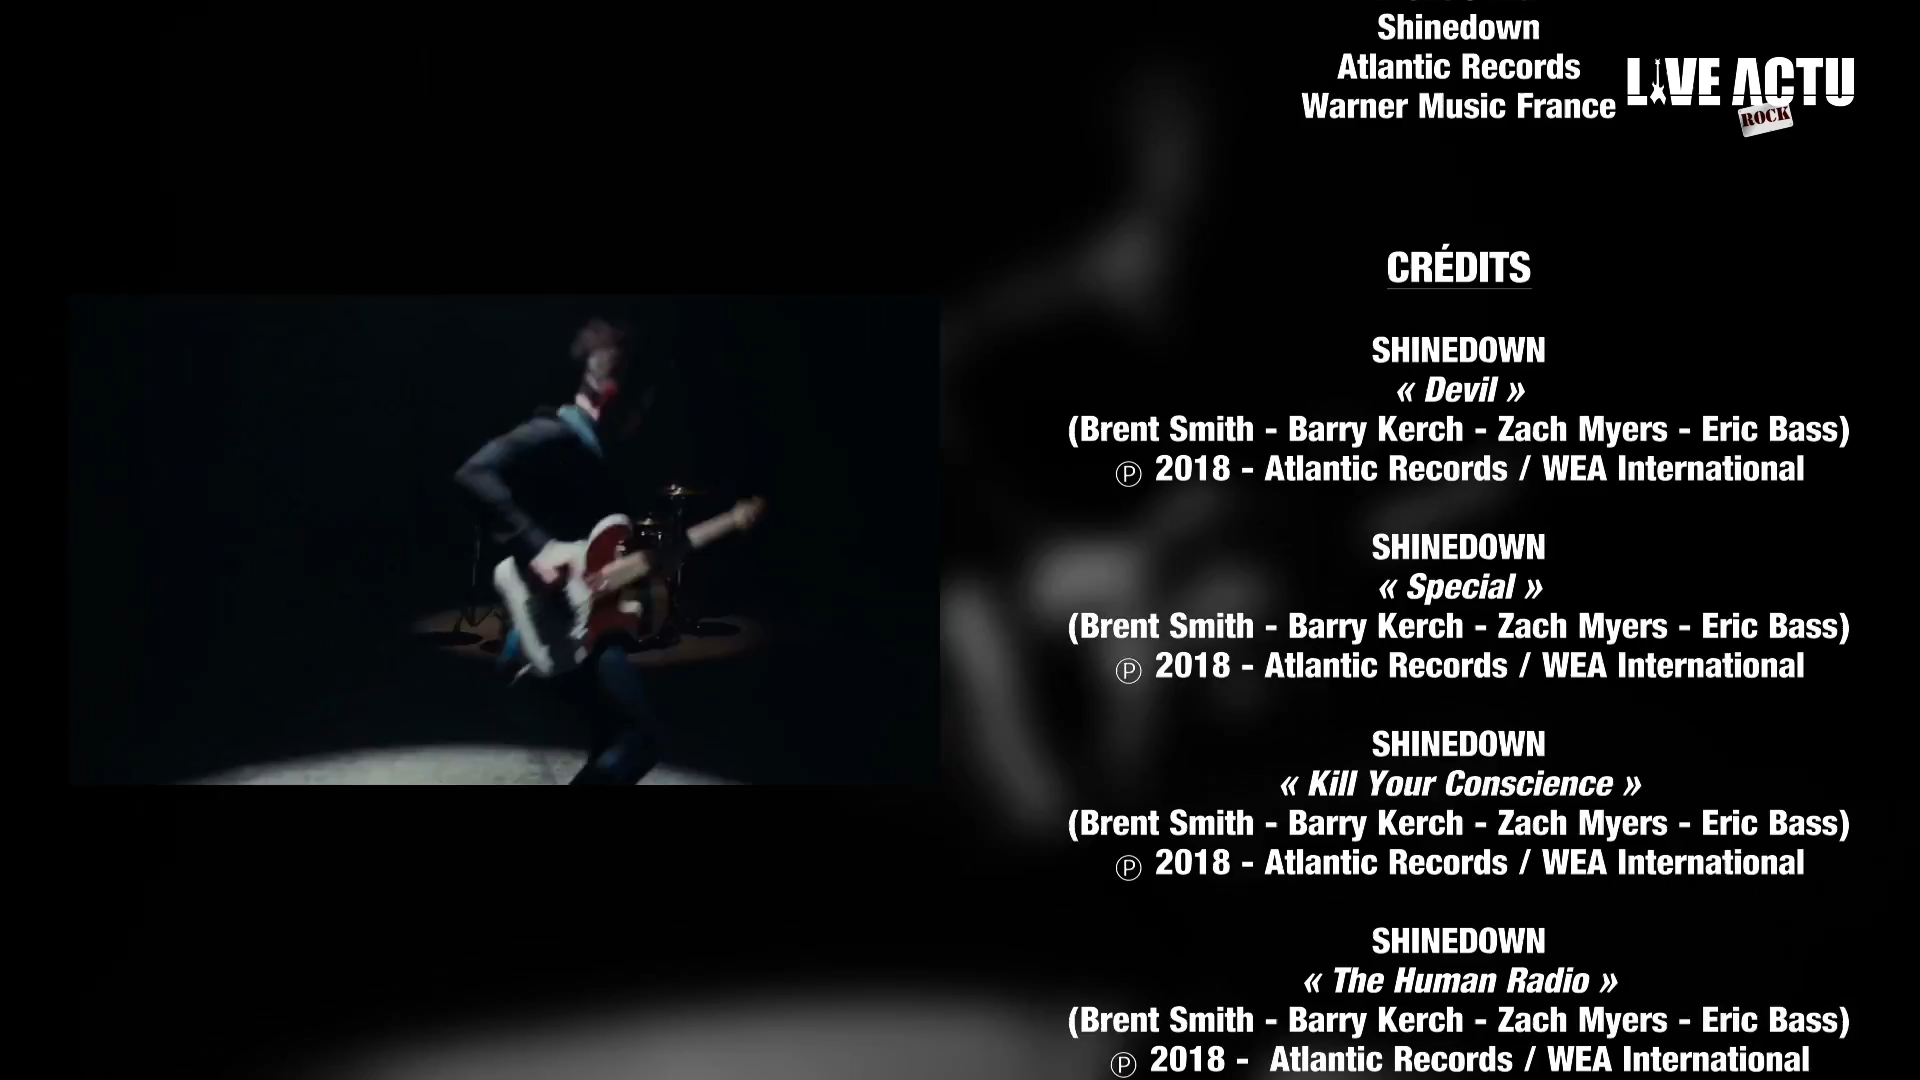 Shinedown
Atlantic Records
Warner Music France
LIVE ACTU
ROCK
CRÉDITS
SHINEDOWN
« Devil »
(Brent Smith - Barry Kerch - Zach Myers - Eric Bass)
℗ 2018 - Atlantic Records / WEA International
SHINEDOWN
« Special »
(Brent Smith - Barry Kerch - Zach Myers - Eric Bass)
℗ 2018 - Atlantic Records / WEA International
SHINEDOWN
« Kill Your Conscience »
(Brent Smith - Barry Kerch - Zach Myers - Eric Bass)
℗ 2018 - Atlantic Records / WEA International
SHINEDOWN
« The Human Radio »
(Brent Smith - Barry Kerch - Zach Myers - Eric Bass)
℗ 2018 - Atlantic Records / WEA International